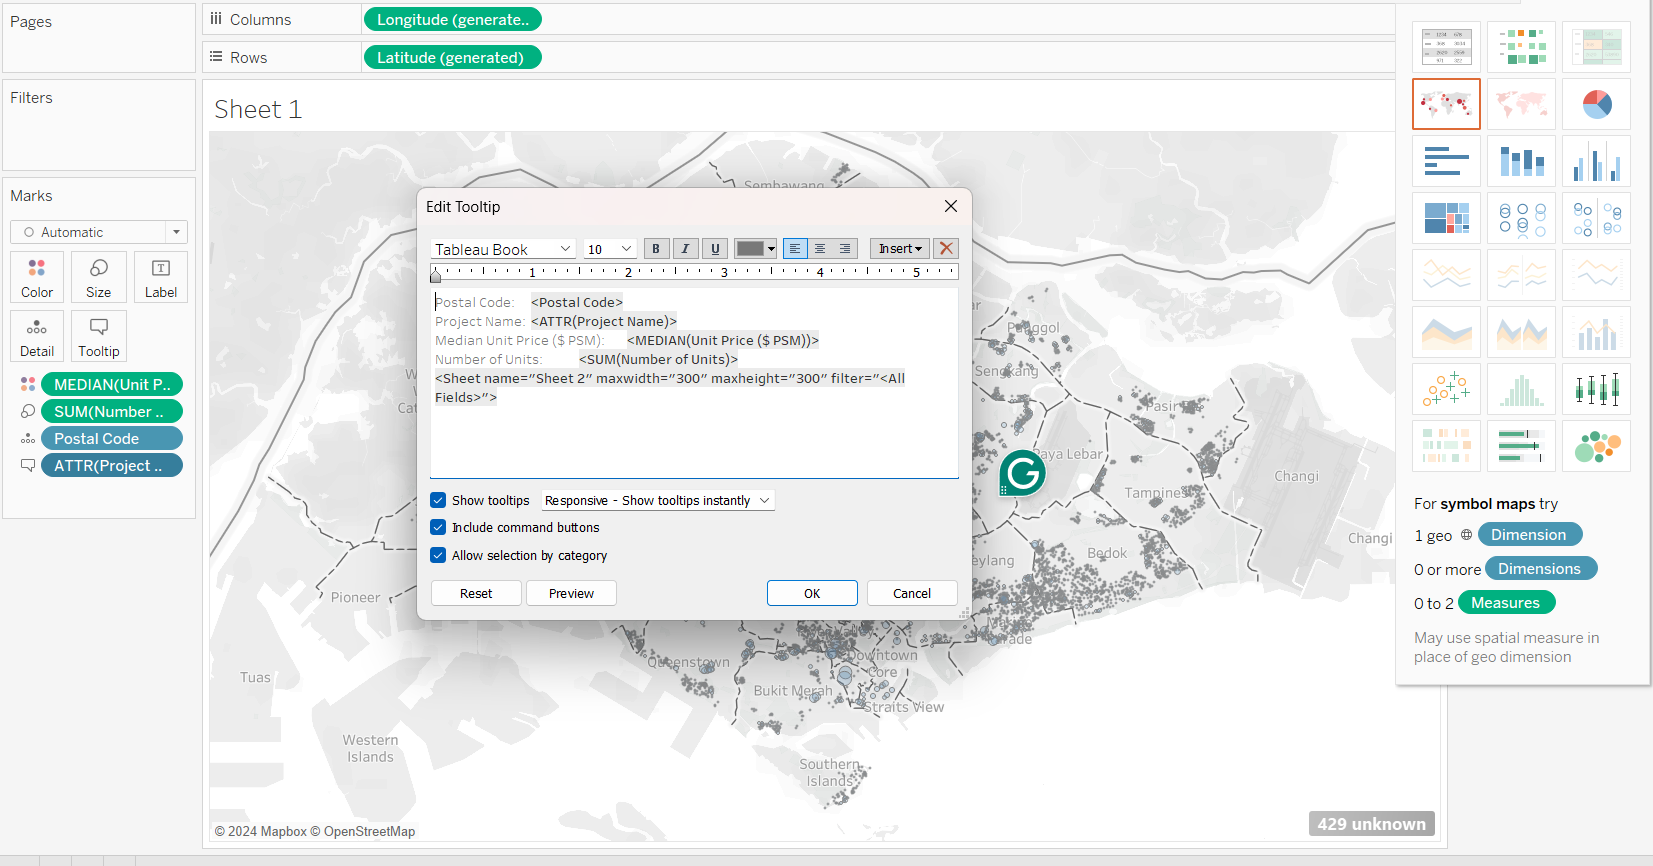 Pages
Columns
Longitude (generate..
Rows
Latitude (generated)
Filters
Sheet 1
Marks
Automatic
Color
Size
Label
Detail
Tooltip
MEDIAN(Unit P..
SUM(Number ..
Postal Code
ATTR(Project ..
Edit Tooltip
Tableau Book
10
B I U
Insert
1 2 3 4 5
Postal Code: <Postal Code>
Project Name: <ATTR(Project Name)>
Median Unit Price ($ PSM): <MEDIAN(Unit Price ($ PSM))>
Number of Units: <SUM(Number of Units)>
<Sheet name="Sheet 2" maxwidth="300" maxheight="300" filter="<All
Fields>">
Show tooltips
Responsive - Show tooltips instantly
Include command buttons
Allow selection by category
Reset
Preview
OK
Cancel
Sembawang
Punggol
Sengkang
Pasir
Paya Lebar
Changi
Tampines
Changi
Bedok
Pioneer
Queenstown
Downtown
Core
Tuas
Bukit Merah
Straits View
Western
Islands
Southern
Islands
© 2024 Mapbox © OpenStreetMap
429 unknown
For symbol maps try
1 geo Dimension
0 or more Dimensions
0 to 2 Measures
May use spatial measure in
place of geo dimension